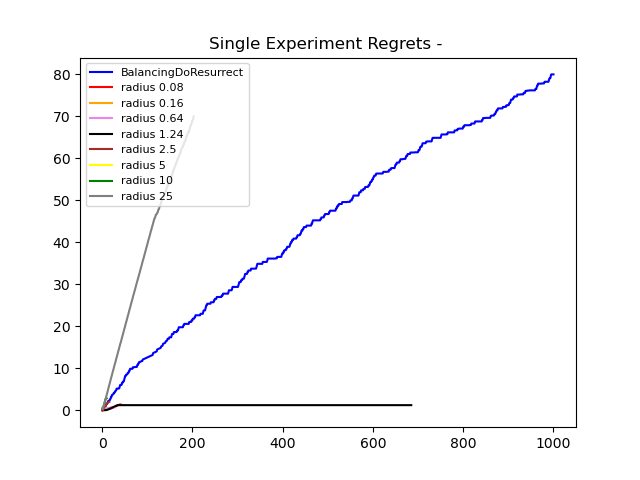 Single Experiment Regrets -
80
70
60
50
40
30
20
10
0
BalancingDoResurrect
radius 0.08
radius 0.16
radius 0.64
radius 1.24
radius 2.5
radius 5
radius 10
radius 25
0 200 400 600 800 1000